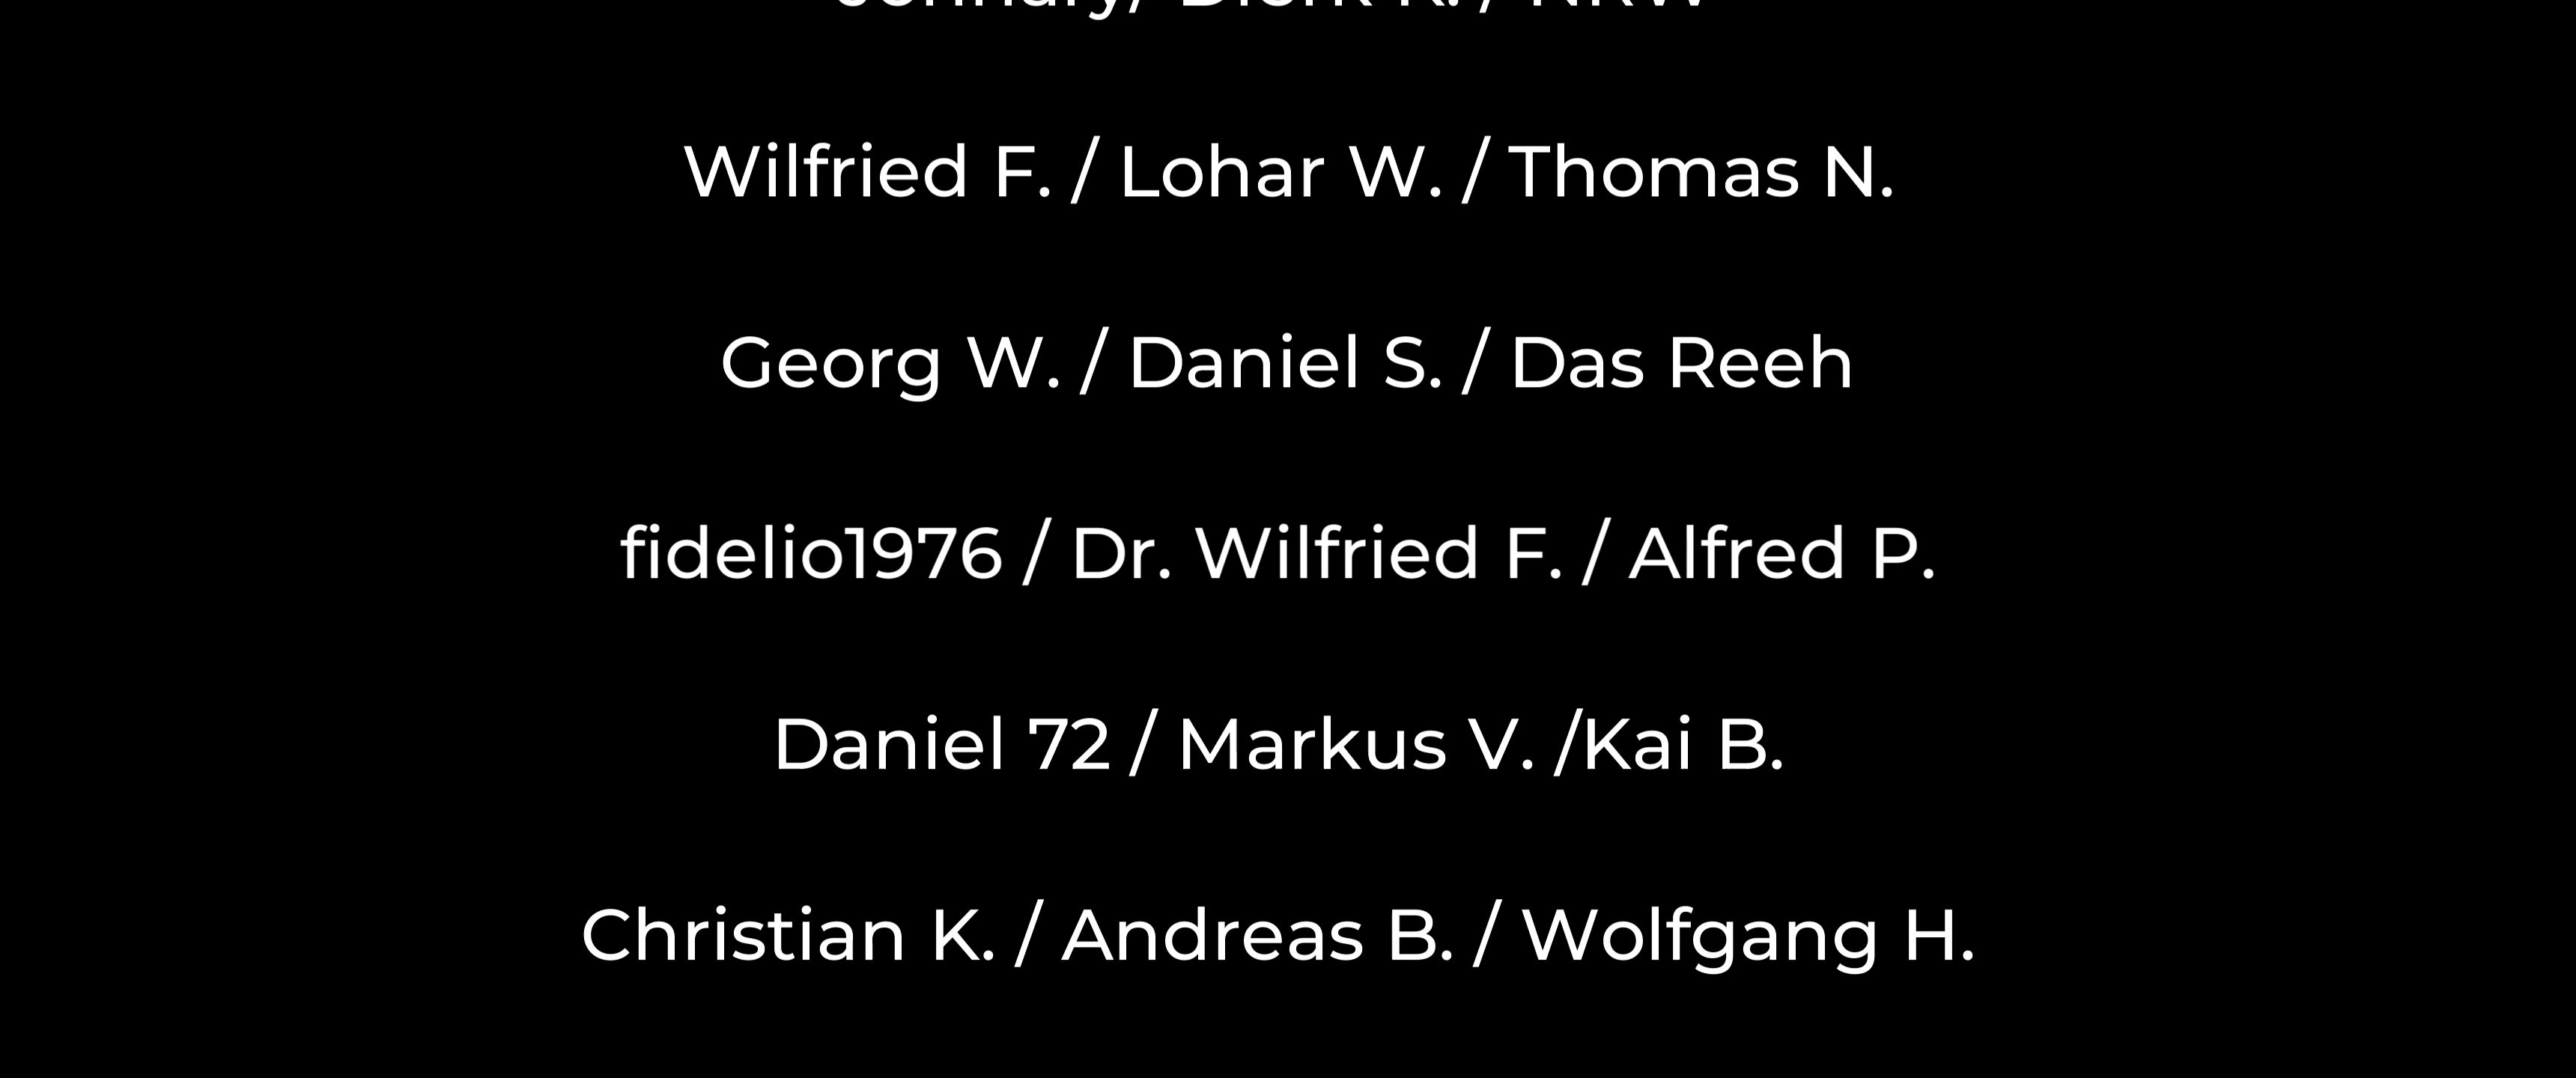 Wilfried F. / Lohar W. / Thomas N.
Georg W. / Daniel S. / Das Reeh
fidelio1976 / Dr. Wilfried F. / Alfred P.
Daniel 72 / Markus V. /Kai B.
Christian K. / Andreas B. / Wolfgang H.